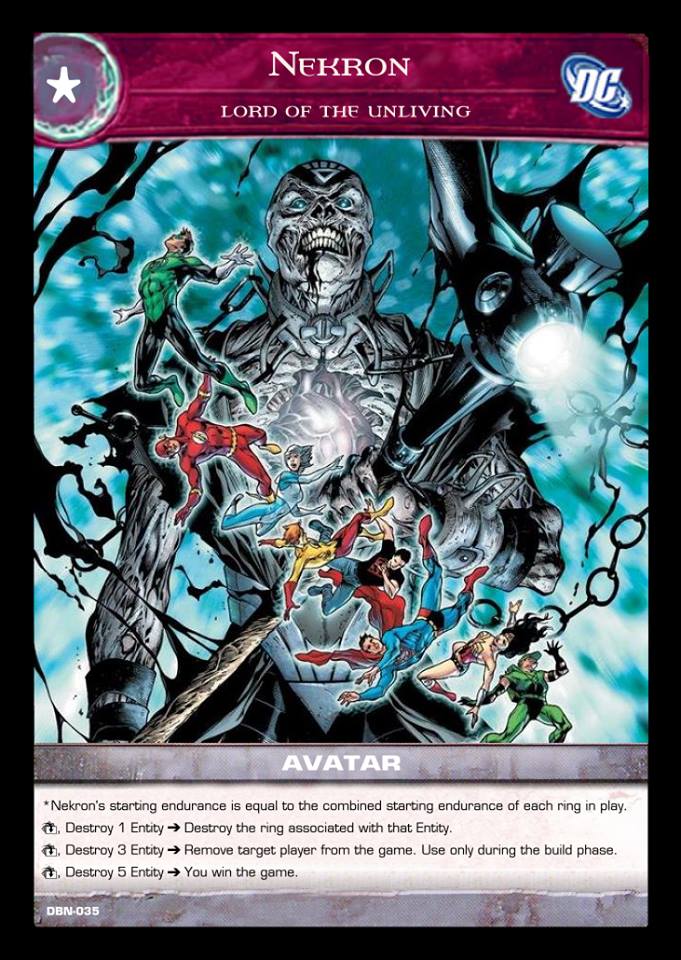 NEKRON
DC
LORD OF THE UNLIVING
AVATAR
*Nekron's starting endurance is equal to the combined starting endurance of each ring in play.
, Destroy 1 Entity ➔ Destroy the ring associated with that Entity.
, Destroy 3 Entity ➔ Remove target player from the game. Use only during the build phase.
, Destroy 5 Entity ➔ You win the game.
DBN-035